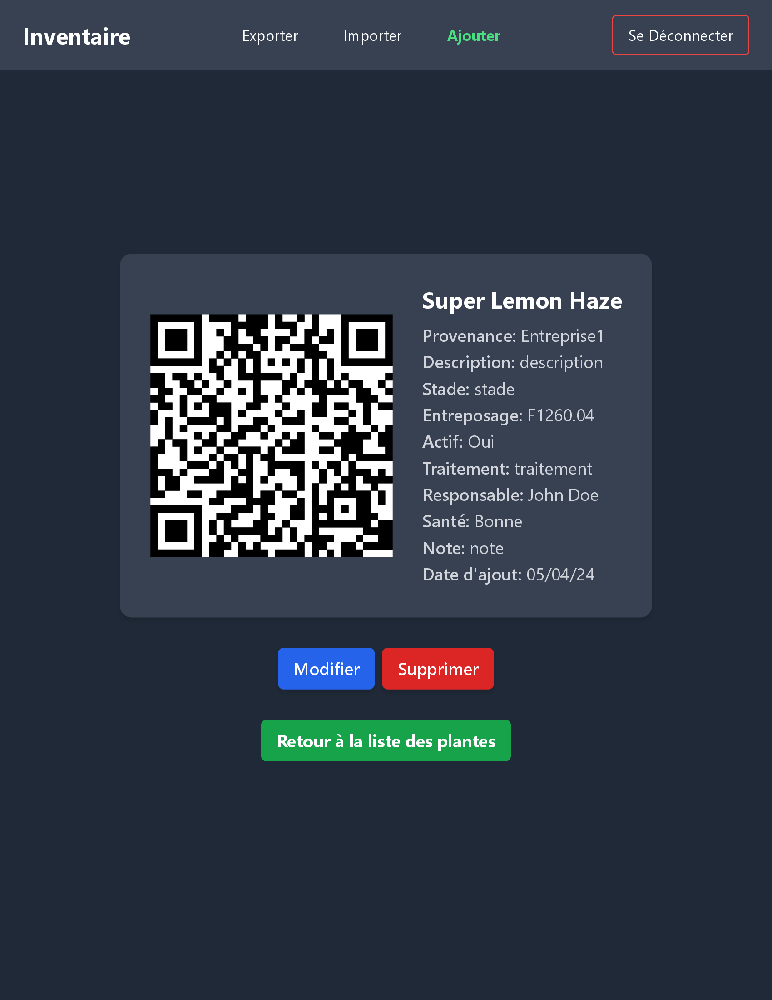 Inventaire
Exporter
Importer
Ajouter
Se Déconnecter
Super Lemon Haze
Provenance: Entreprise1
Description: description
Stade: stade
Entreposage: F1260.04
Actif: Oui
Traitement: traitement
Responsable: John Doe
Santé: Bonne
Note: note
Date d'ajout: 05/04/24
Modifier
Supprimer
Retour à la liste des plantes